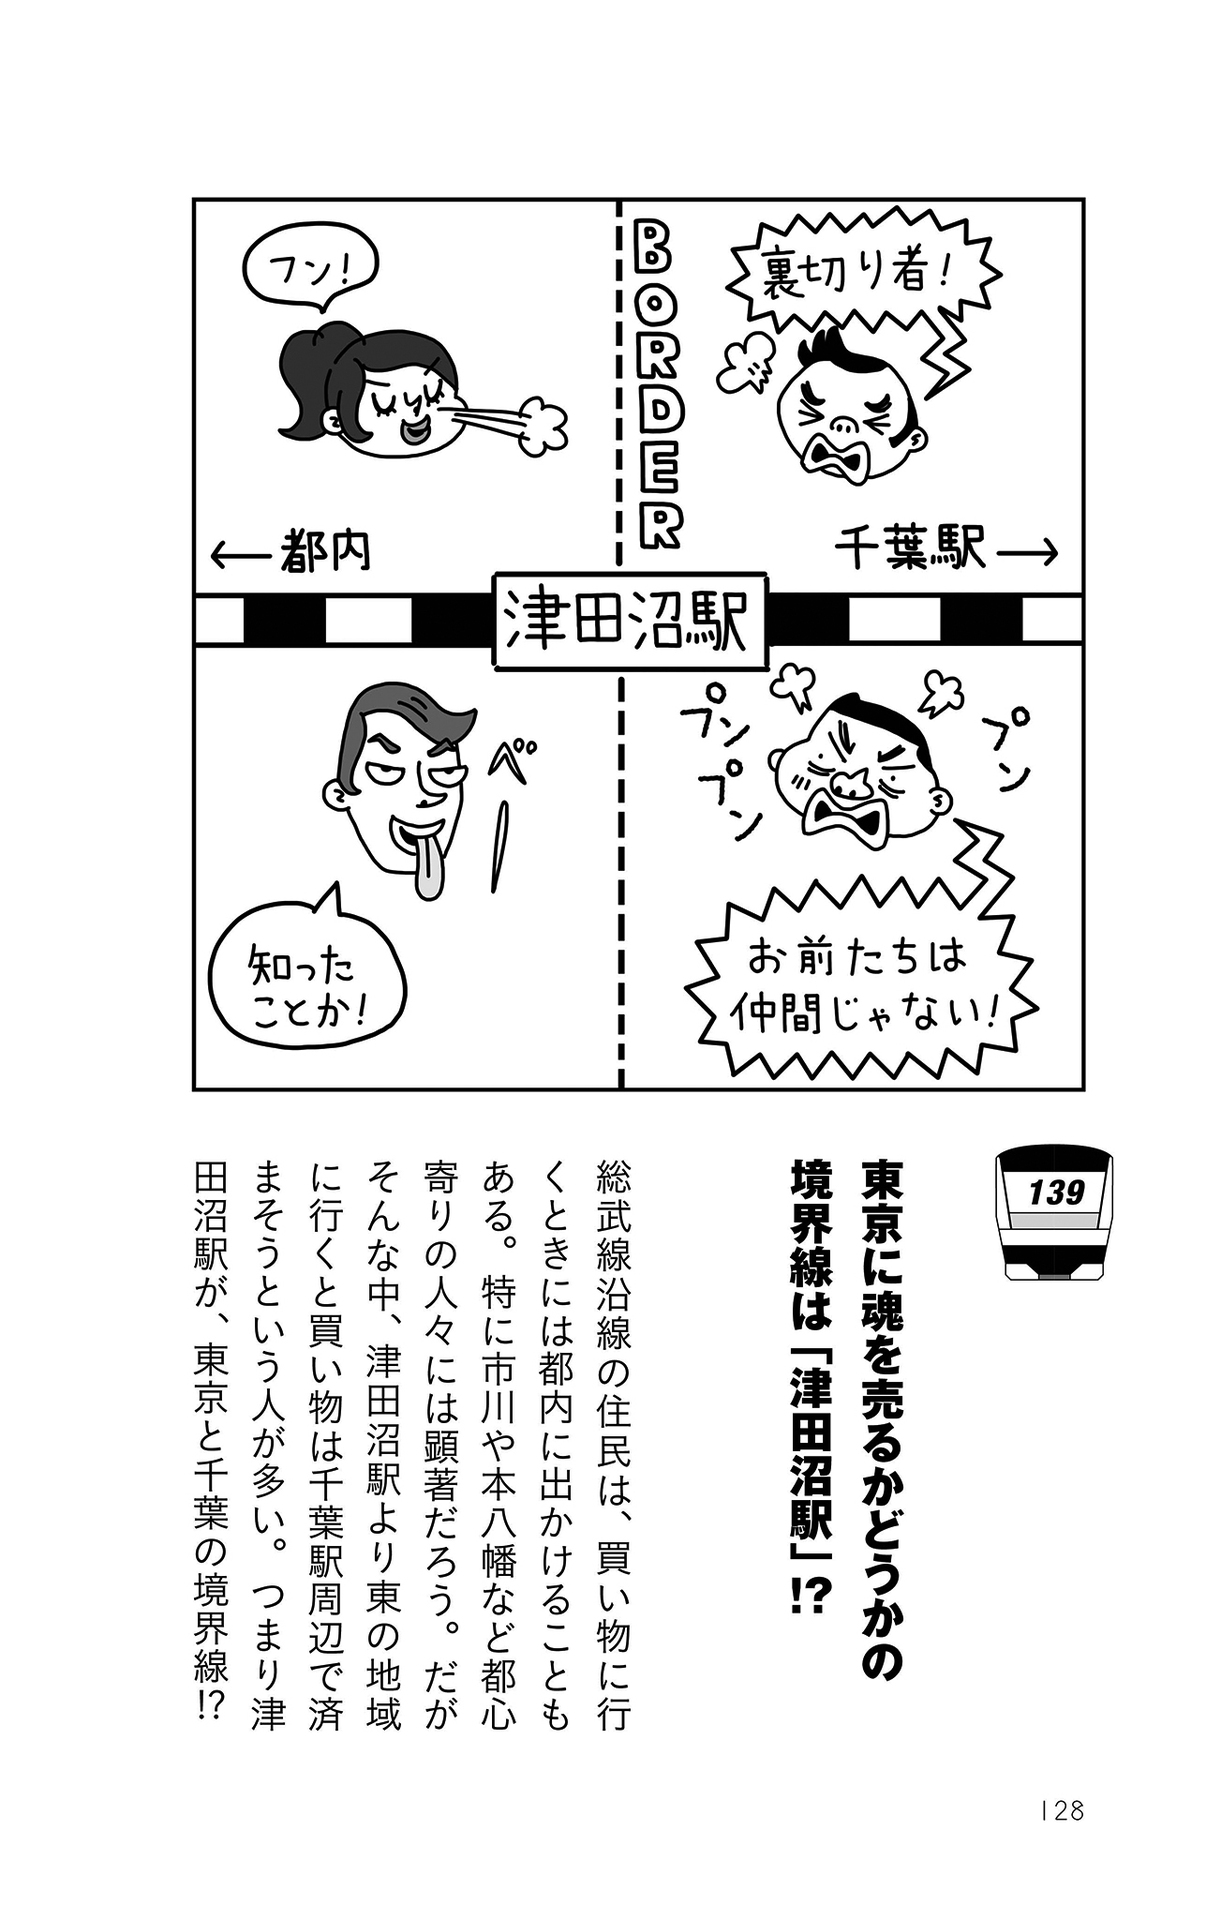 フン！
BORDER
裏切り者！
←都内
千葉駅→
津田沼駅
ベー
知った
ことか！
プンプン
プン
お前たちは
仲間じゃない！
139
東京に魂を売るかどうかの
境界線は「津田沼駅」!?
総武線沿線の住民は、買い物に行
くときには都内に出かけることも
ある。特に市川や本八幡など都心
寄りの人々には顕著だろう。だが
そんな中、津田沼駅より東の地域
に行くと買い物は千葉駅周辺で済
まそうという人が多い。つまり津
田沼駅が、東京と千葉の境界線!?
128